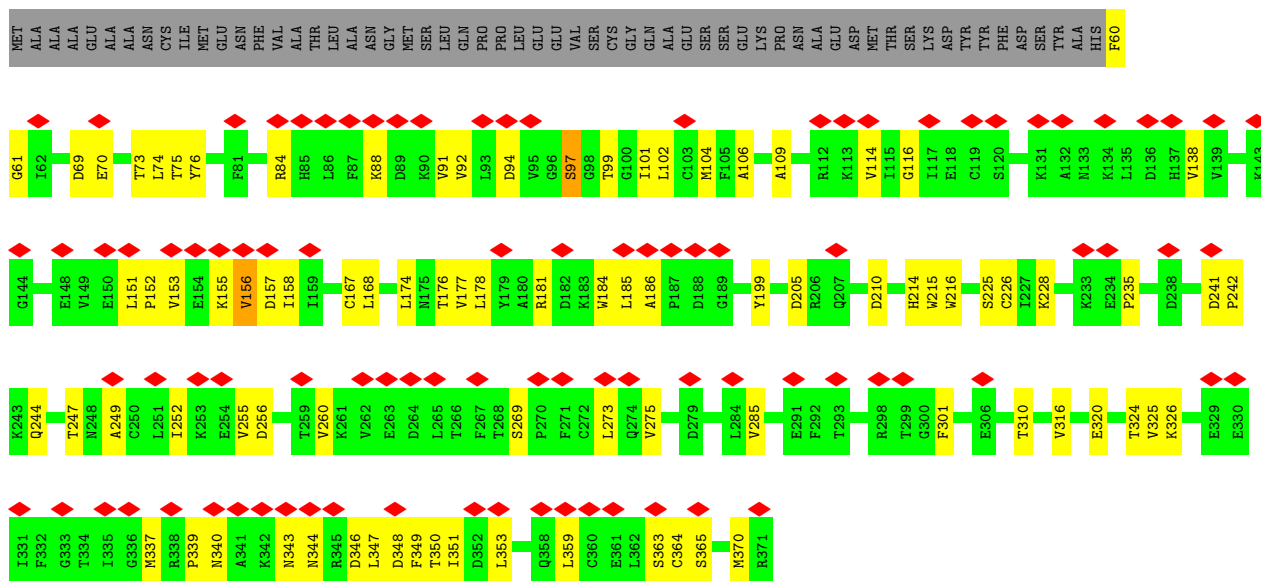 MET ALA ALA ALA GLU ALA ALA ASN CYS ILE MET GLU ASN PHE VAL ALA THR LEU ALA ASN GLY MET SER LEU GLN PRO PRO LEU GLU GLU VAL SER CYS GLY GLN ALA GLU SER SER GLU LYS PRO ASN ALA GLU ASP MET THR SER LYS ASP TYR TYR PHE ASP SER TYR ALA HIS F60
G61 I62 D69 E70 T73 L74 T75 Y76 F81 R84 H85 L86 F87 K88 D89 K90 V91 V92 L93 D94 V95 G96 S97 G98 T99 G100 I101 L102 C103 M104 F105 A106 A109 R112 K113 V114 I115 G116 I117 E118 C119 S120 K131 A132 N133 K134 L135 D136 H137 V138 V139 K143
G144 E148 V149 E150 L151 P152 V153 E154 K155 V156 D157 I158 I159 C167 L168 L174 N175 T176 V177 L178 Y179 A180 R181 D182 K183 W184 L185 A186 P187 D188 G189 Y199 D205 R206 Q207 D210 H214 W215 W216 S225 C226 I227 K228 K233 E234 P235 D238 D241 P242
K243 Q244 T247 N248 A249 C250 L251 I252 K253 E254 V255 D256 T259 V260 K261 V262 E263 D264 L265 T266 F267 T268 S269 P270 F271 C272 L273 Q274 V275 D279 L284 V285 E291 F292 T293 R298 T299 G300 F301 E306 T310 V316 E320 T324 V325 K326 E329 E330
I331 F332 G333 T334 I335 G336 M337 R338 P339 N340 A341 K342 N343 N344 R345 D346 L347 D348 F349 T350 I351 D352 L353 Q358 L359 C360 E361 L362 S363 C364 S365 M370 R371